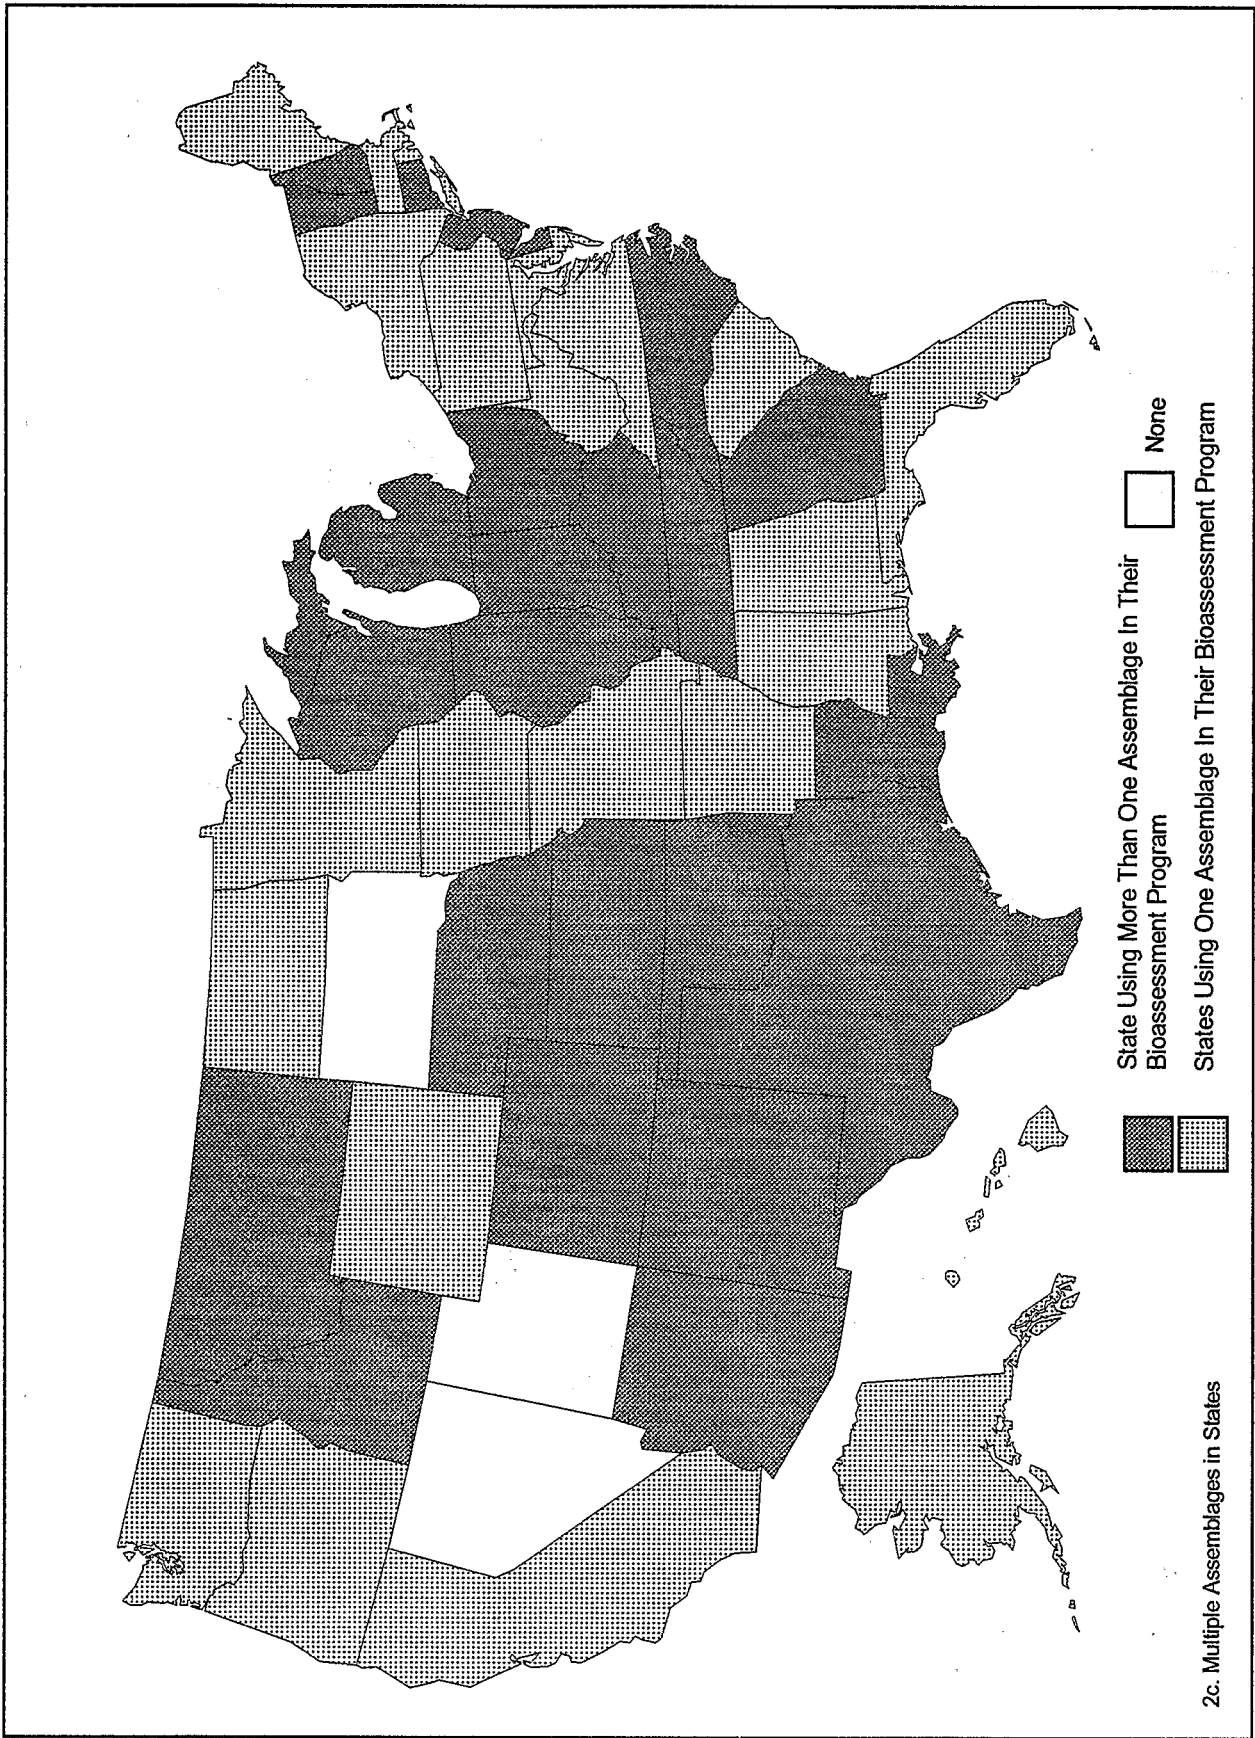 State Using More Than One Assemblage In Their
Bioassessment Program
None
States Using One Assemblage In Their Bioassessment Program
2c. Multiple Assemblages in States